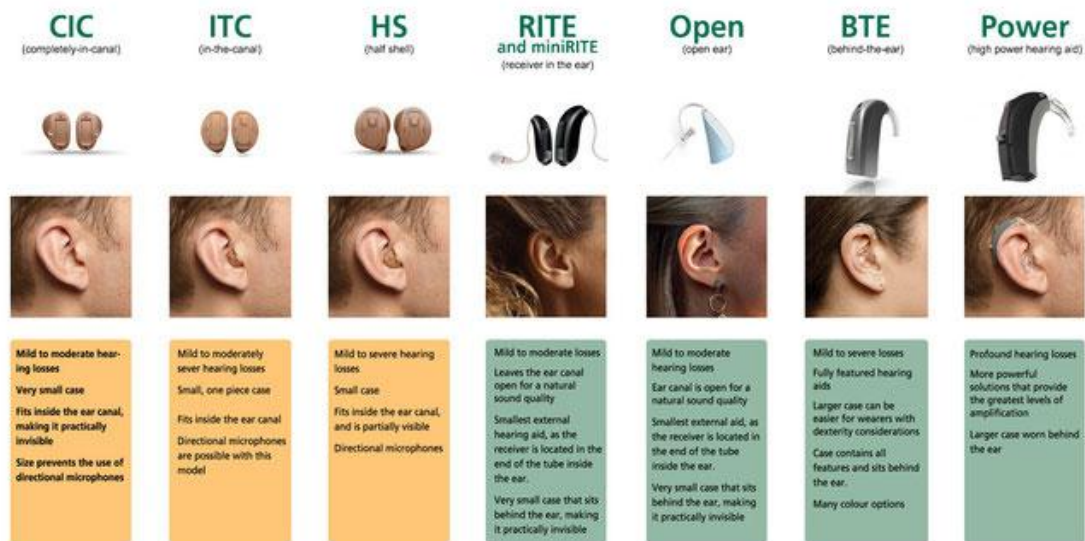 CIC
(completely-in-canal)
ITC
(in-the-canal)
HS
(half shell)
RITE
and miniRITE
(receiver in the ear)
Open
(open ear)
BTE
(behind-the-ear)
Power
(high power hearing aid)
Mild to moderate hear-
ing losses
Very small case
Fits inside the ear canal,
making it practically
invisible
Size prevents the use of
directional microphones
Mild to moderately
sever hearing losses
Small, one piece case
Fits inside the ear canal
Directional microphones
are possible with this
model
Mild to severe hearing
losses
Small case
Fits inside the ear canal,
and is partially visible
Directional microphones
Mild to moderate losses
Leaves the ear canal
open for a natural
sound quality
Smallest external
hearing aid, as the
receiver is located in the
end of the tube inside
the ear.
Very small case that sits
behind the ear, making
it practically invisible
Mild to moderate
hearing losses
Ear canal is open for a
natural sound quality
Smallest external aid, as
the receiver is located in
the end of the tube
inside the ear.
Very small case that sits
behind the ear, making
it practically invisible
Mild to severe losses
Fully featured hearing
aids
Larger case can be
easier for wearers with
dexterity considerations
Case contains all
features and sits behind
the ear.
Many colour options
Profound hearing losses
More powerful
solutions that provide
the greatest levels of
amplification
Larger case worn behind
the ear